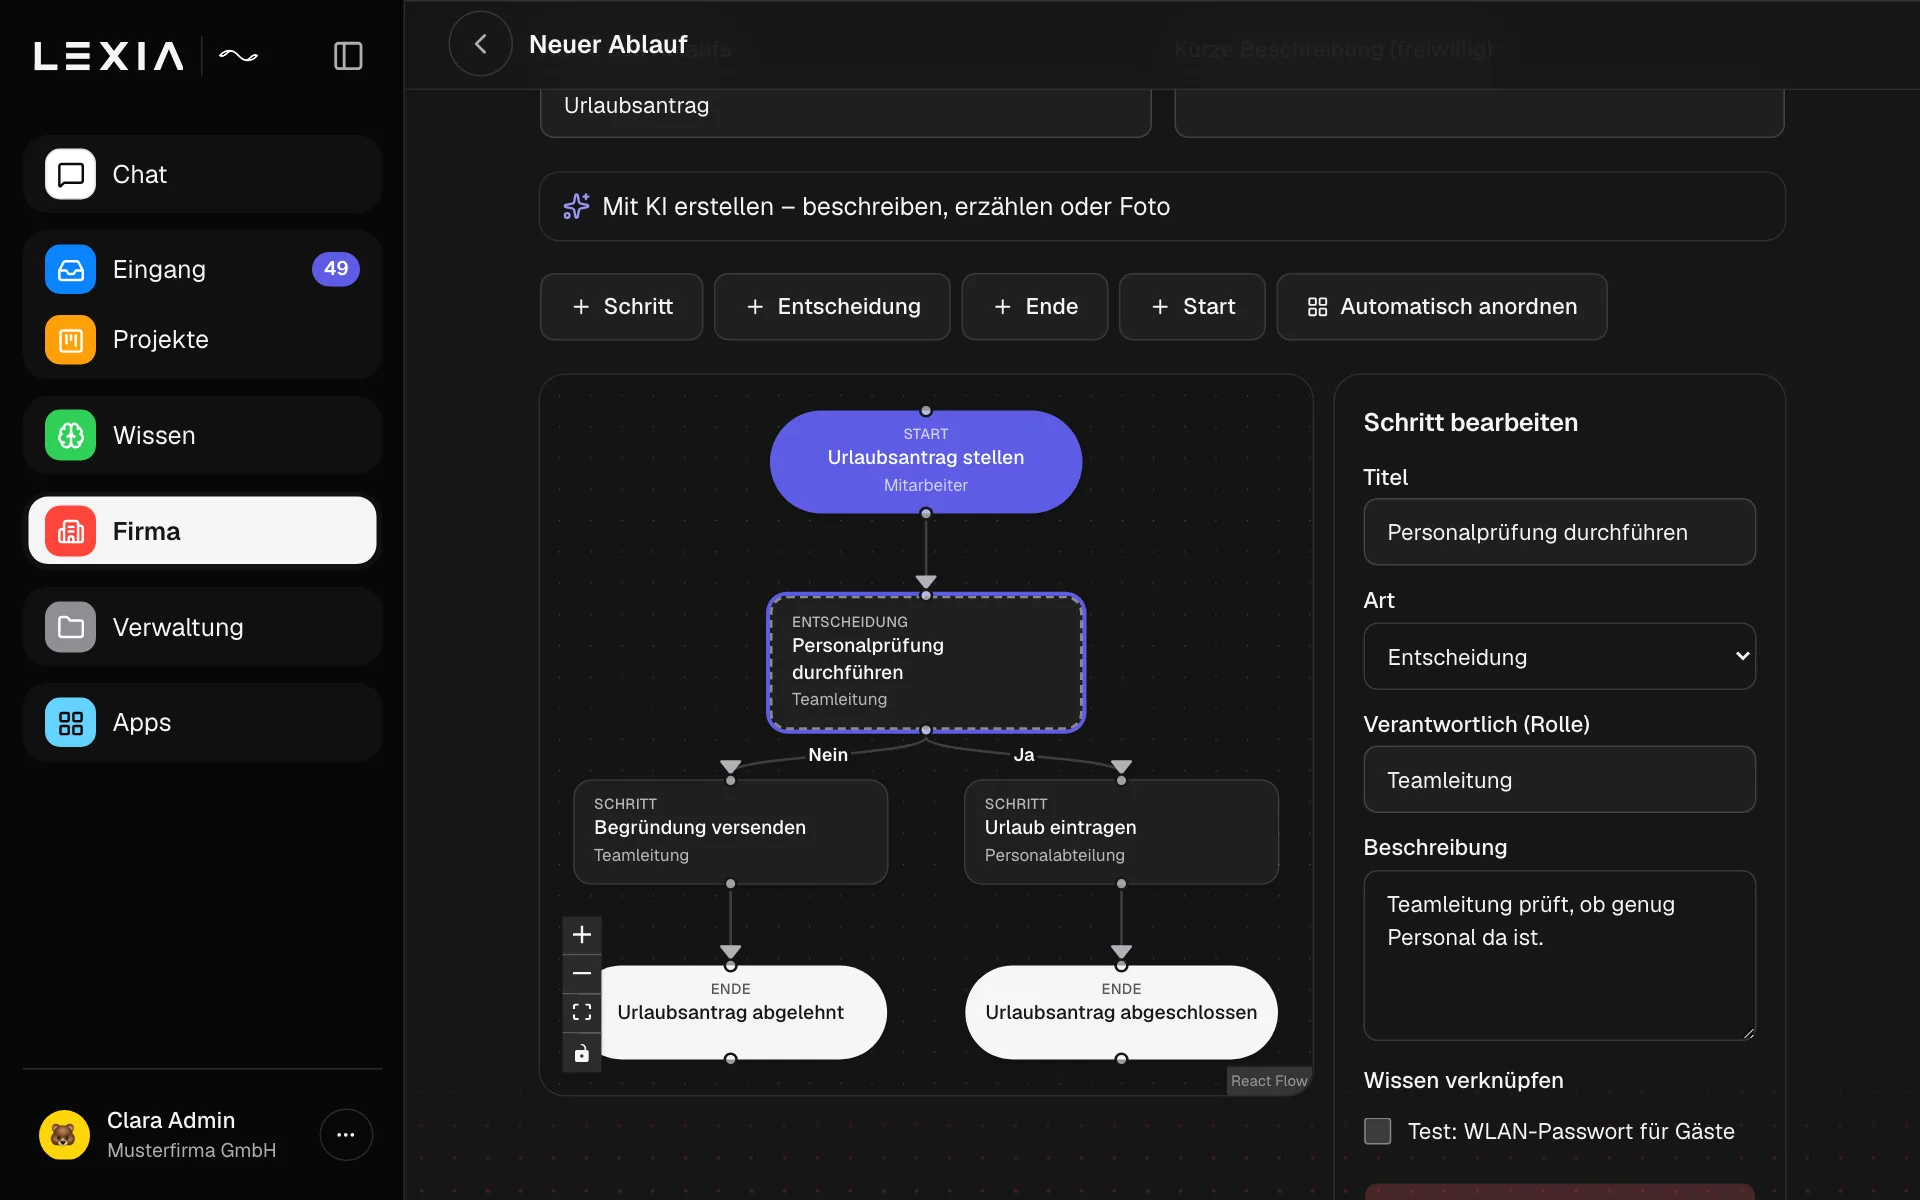 LEXIA
Chat
Eingang
49
Projekte
Wissen
Firma
Verwaltung
Apps
Clara Admin
Musterfirma GmbH
Neuer Ablauf
Kurze Beschreibung (freiwillig)
Urlaubsantrag
Mit KI erstellen – beschreiben, erzählen oder Foto
Schritt
Entscheidung
Ende
Start
Automatisch anordnen
START
Urlaubsantrag stellen
Mitarbeiter
ENTSCHEIDUNG
Personalprüfung
durchführen
Teamleitung
Nein
Ja
SCHRITT
Begründung versenden
Teamleitung
SCHRITT
Urlaub eintragen
Personalabteilung
ENDE
Urlaubsantrag abgelehnt
ENDE
Urlaubsantrag abgeschlossen
React Flow
Schritt bearbeiten
Titel
Personalprüfung durchführen
Art
Entscheidung
Verantwortlich (Rolle)
Teamleitung
Beschreibung
Teamleitung prüft, ob genug
Personal da ist.
Wissen verknüpfen
Test: WLAN-Passwort für Gäste